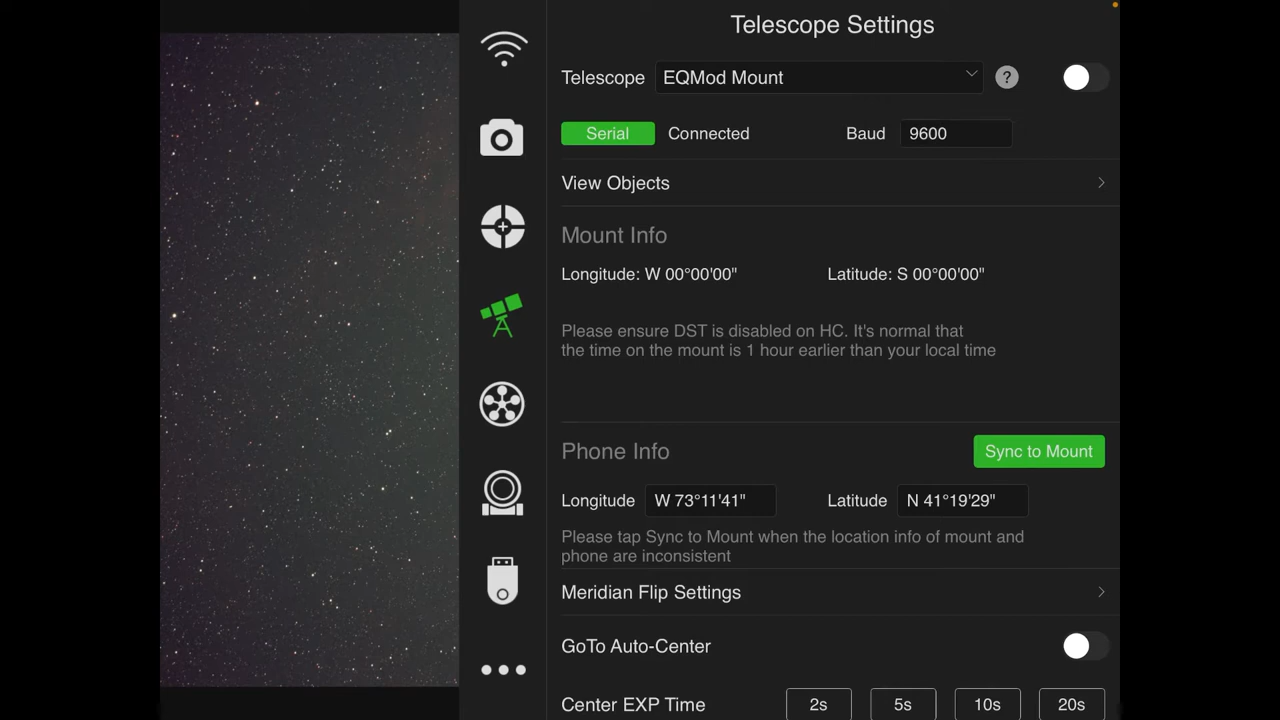 Telescope Settings
Telescope EQMod Mount ?
Serial Connected Baud 9600
View Objects
Mount Info
Longitude: W 00°00'00" Latitude: S 00°00'00"
Please ensure DST is disabled on HC. It's normal that
the time on the mount is 1 hour earlier than your local time
Phone Info Sync to Mount
Longitude W 73°11'41" Latitude N 41°19'29"
Please tap Sync to Mount when the location info of mount and
phone are inconsistent
Meridian Flip Settings
GoTo Auto-Center
Center EXP Time 2s 5s 10s 20s